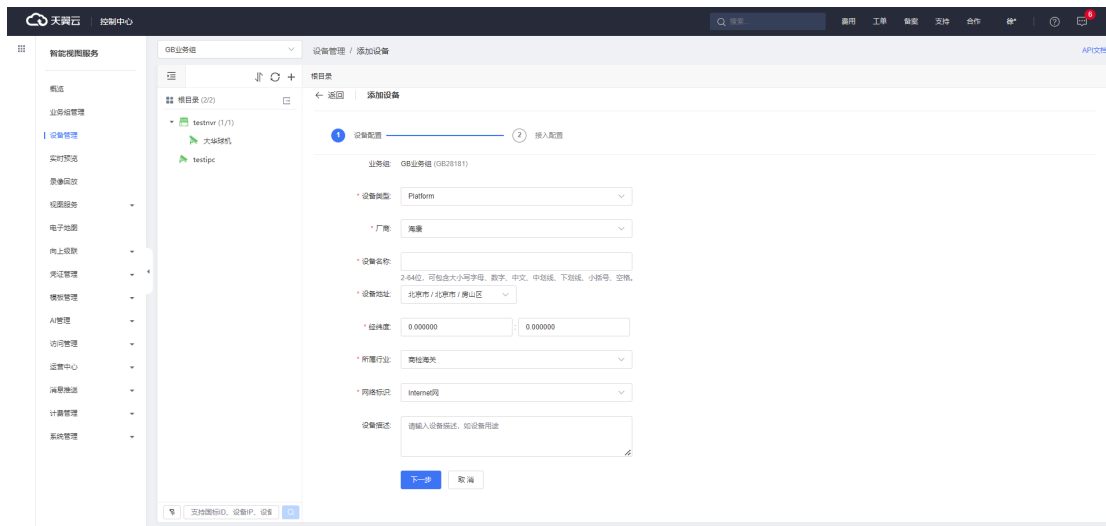 天翼云 控制中心 搜索... 费用 工单 备案 支持 合作 徐* 6
智能视图服务
概览
业务组管理
设备管理
实时预览
录像回放
视图服务
电子地图
向上级联
凭证管理
模板管理
AI管理
访问管理
运营中心
消息推送
计费管理
系统管理
GB业务组
根目录 (2/2)
testnvr (1/1)
大华球机
testipc
支持国标ID、设备IP、设备
设备管理 / 添加设备 API文档
根目录
返回 添加设备
1 设备配置 2 接入配置
业务组: GB业务组 (GB28181)
* 设备类型: Platform
* 厂商: 海康
* 设备名称:
2-64位，可包含大小写字母、数字、中文、中划线、下划线、小括号、空格。
* 设备地址: 北京市 / 北京市 / 房山区
* 经纬度: 0.000000 : 0.000000
* 所属行业: 商检海关
* 网络标识: Internet网
设备描述: 请输入设备描述，如设备用途
下一步 取消